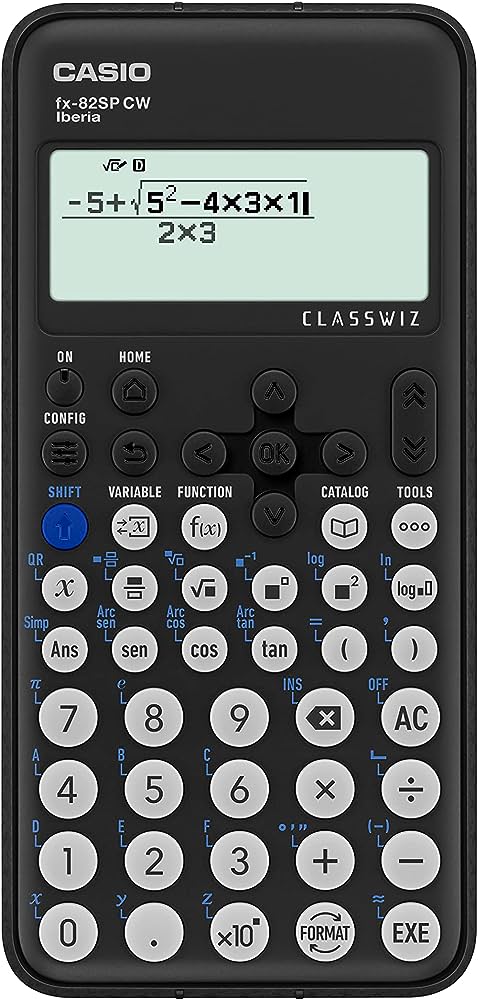 CASIO
fx-82SP CW
Iberia
√□ D
-5+√5²-4×3×1
2×3
CLASSWIZ
ON HOME
CONFIG
OK
SHIFT VARIABLE FUNCTION CATALOG TOOLS
x f(x)
QR log ln
x log
Simp Arc sen Arc cos Arc tan = ,
Ans sen cos tan ( )
π e INS OFF
7 8 9 AC
A B C
4 5 6 × ÷
D E F ° ' " (-)
1 2 3 + −
x y z ≈
0 . ×10 FORMAT EXE